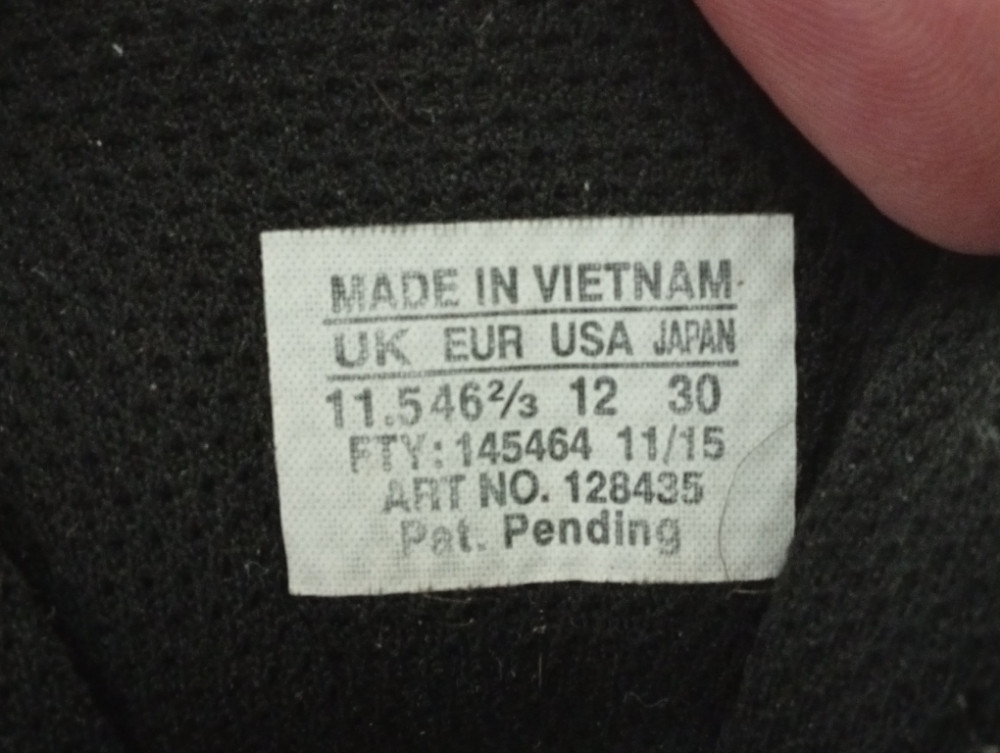 MADE IN VIETNAM
UK EUR USA JAPAN
11.5 46⅔ 12 30
FTY: 145464 11/15
ART NO. 128435
Pat. Pending